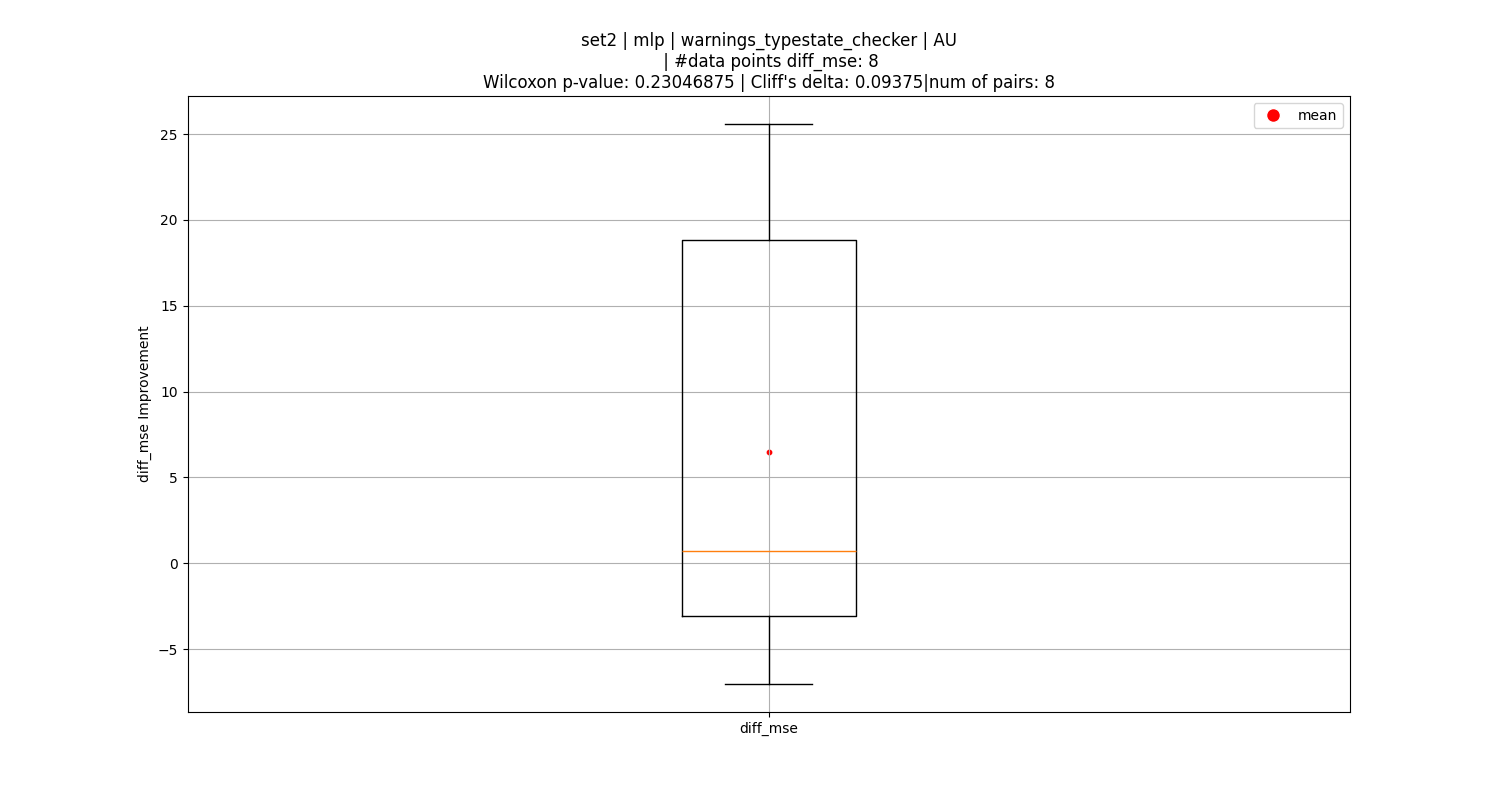 set2 | mlp | warnings_typestate_checker | AU
| #data points diff_mse: 8
Wilcoxon p-value: 0.23046875 | Cliff's delta: 0.09375|num of pairs: 8
mean
25
20
15
10
5
0
−5
diff_mse Improvement
diff_mse